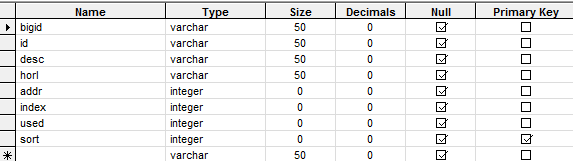 Name Type Size Decimals Null Primary Key
bigid varchar 50 0
id varchar 50 0
desc varchar 50 0
horl varchar 50 0
addr integer 0 0
index integer 0 0
used integer 0 0
sort integer 0 0
varchar 50 0